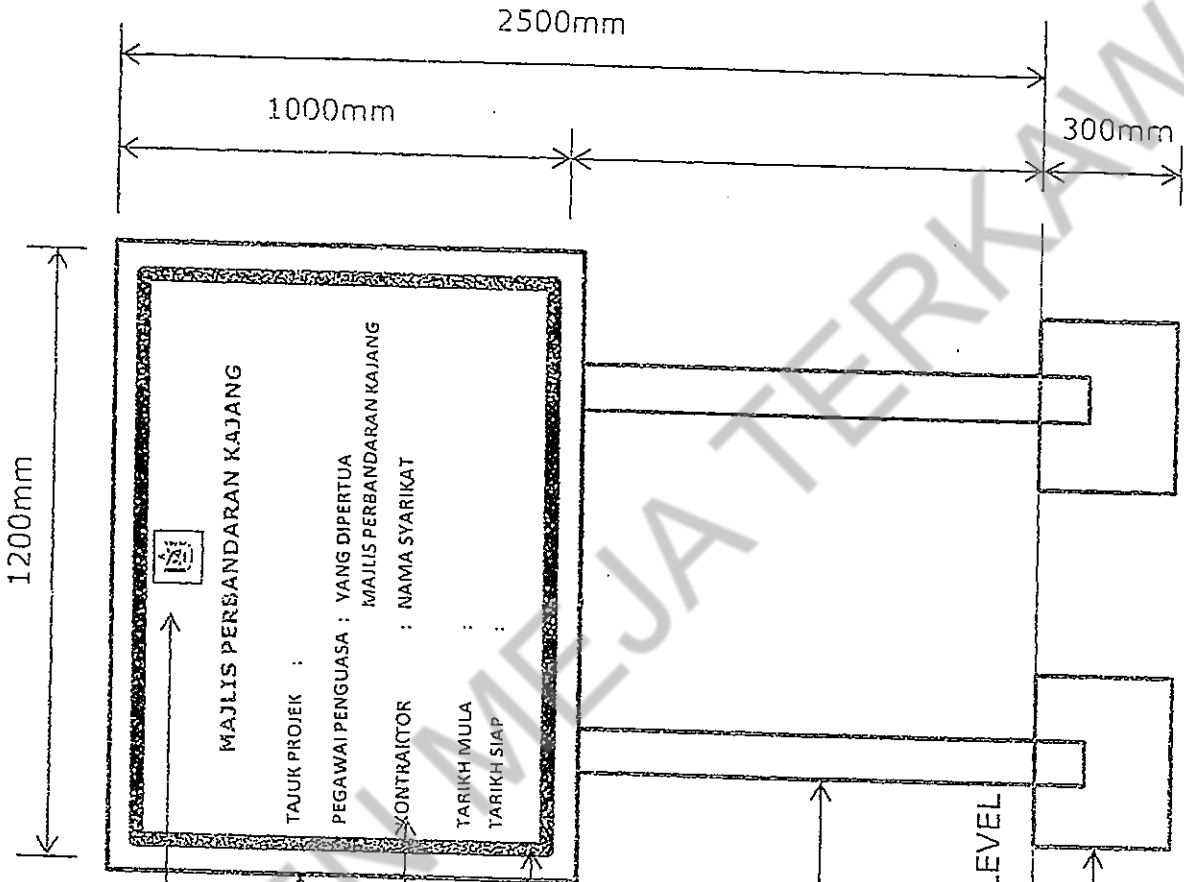 2500mm
1000mm
300mm
1200mm
MAJLIS PERBANDARAN KAJANG
TAJUK PROJEK :
PEGAWAI PENGUASA : YANG DIPERTUA
MAJLIS PERBANDARAN KAJANG
KONTRAKTOR : NAMA SYARIKAT
TARIKH MULA :
TARIKH SIAP :
LEVEL
MEJA TERKAW